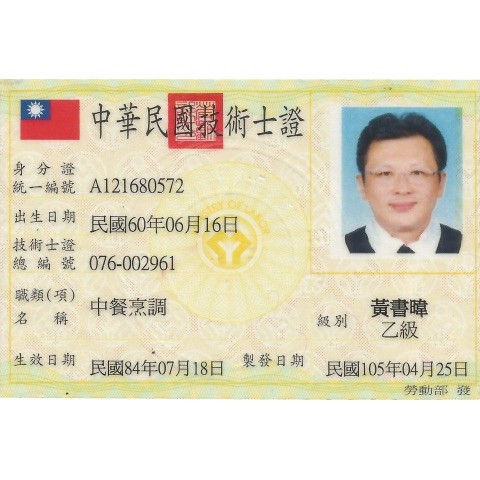 中華民國技術士證
身分證
統一編號 A121680572
出生日期 民國60年06月16日
技術士證
總編號 076-002961
職類(項)
名稱 中餐烹調
黃書暐
級別 乙級
生效日期 民國84年07月18日 製發日期 民國105年04月25日
勞動部 發